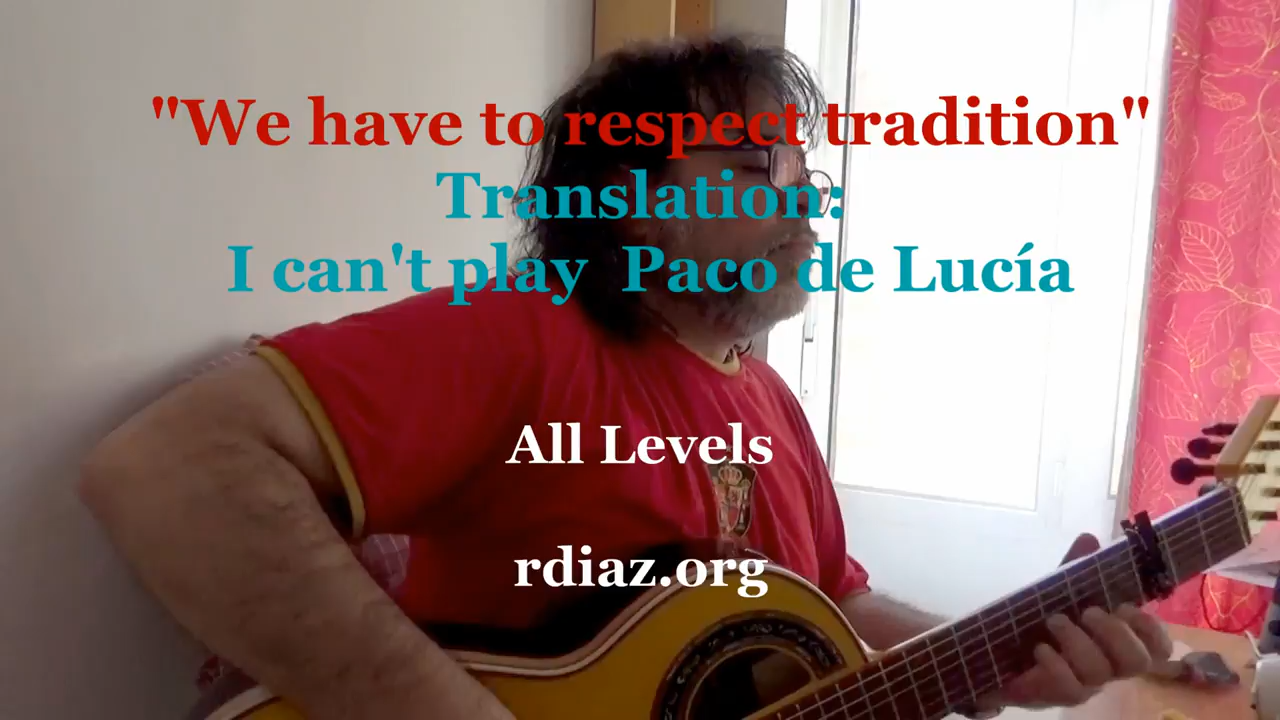 "We have to respect tradition"
Translation:
I can't play Paco de Lucía
All Levels
rdiaz.org